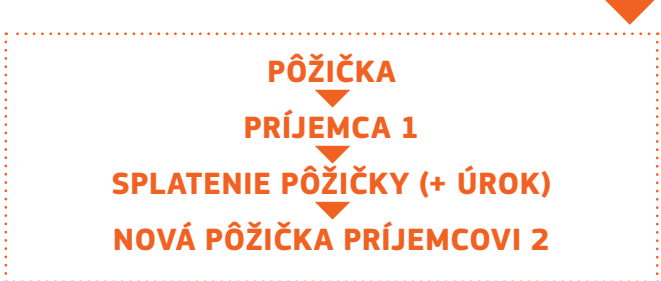 PÔŽIČKA
PRÍJEMCA 1
SPLATENIE PÔŽIČKY (+ ÚROK)
NOVÁ PÔŽIČKA PRÍJEMCOVI 2